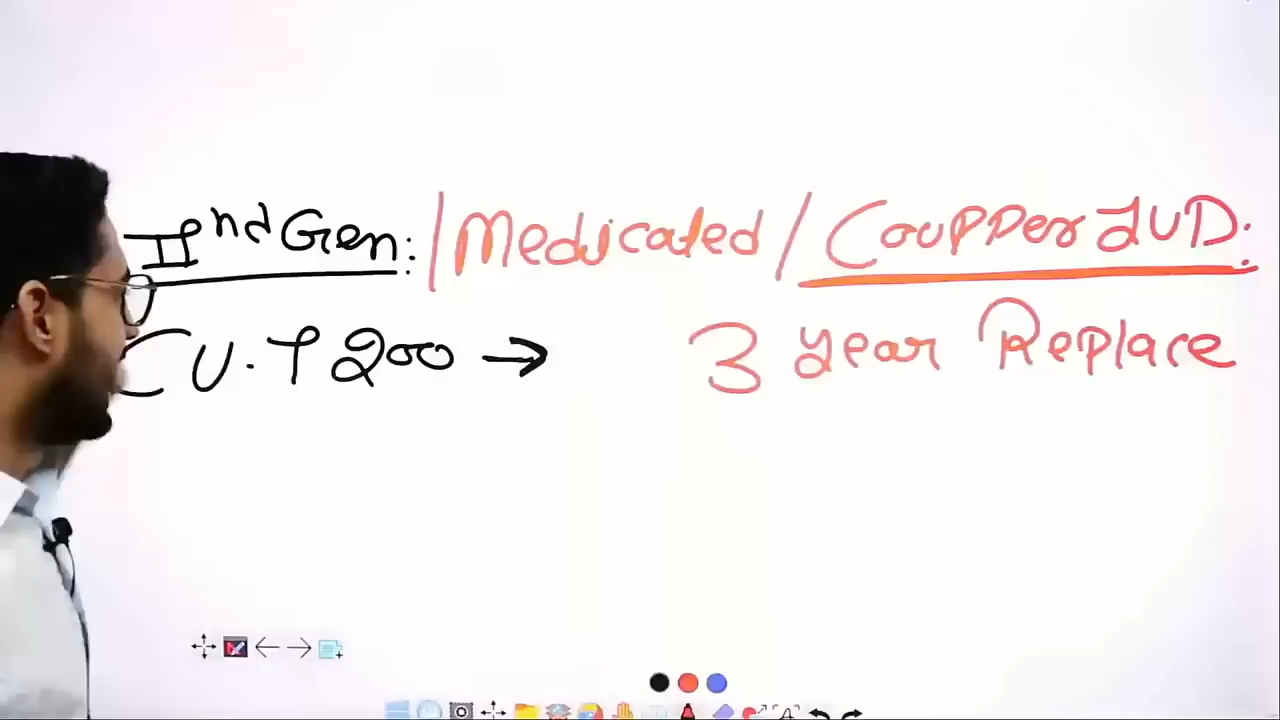 IInd Gen: / Medicated / Coupper IUD.
CU. T 200 → 3 year Replace